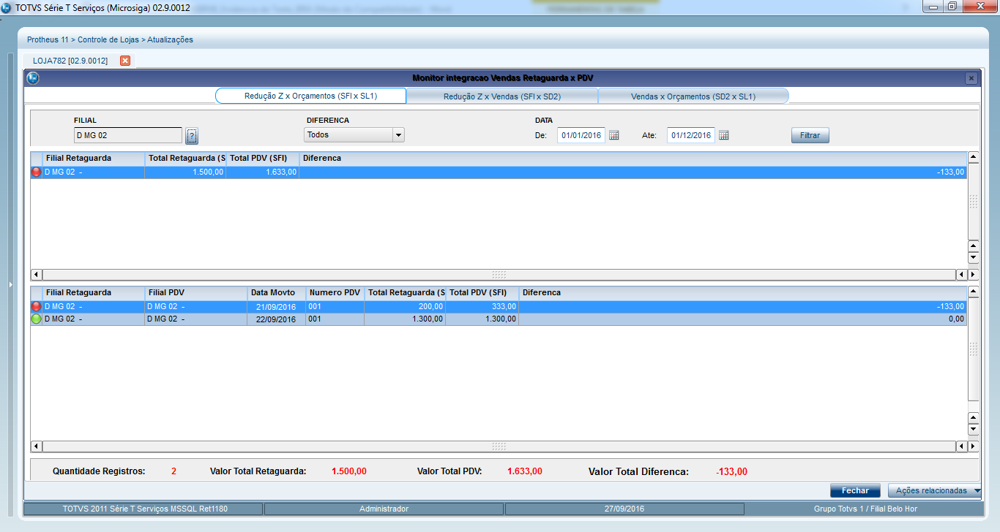 TOTVS Série T Serviços (Microsiga) 02.9.0012
Protheus 11 > Controle de Lojas > Atualizações
LOJA782 [02.9.0012]
Monitor integracao Vendas Retaguarda x PDV
Redução Z x Orçamentos (SFI x SL1) Redução Z x Vendas (SFI x SD2) Vendas x Orçamentos (SD2 x SL1)
FILIAL DIFERENCA DATA
D MG 02 ? Todos De: 01/01/2016 Ate: 01/12/2016 Filtrar
Filial Retaguarda Total Retaguarda (S Total PDV (SFI) Diferenca
D MG 02 - 1.500,00 1.633,00 -133,00
Filial Retaguarda Filial PDV Data Movto Numero PDV Total Retaguarda (S Total PDV (SFI) Diferenca
D MG 02 - D MG 02 - 21/09/2016 001 200,00 333,00 -133,00
D MG 02 - D MG 02 - 22/09/2016 001 1.300,00 1.300,00 0,00
Quantidade Registros: 2 Valor Total Retaguarda: 1.500,00 Valor Total PDV: 1.633,00 Valor Total Diferenca: -133,00
Fechar Ações relacionadas
TOTVS 2011 Série T Serviços MSSQL Ret1180 Administrador 27/09/2016 Grupo Totvs 1 / Filial Belo Hor